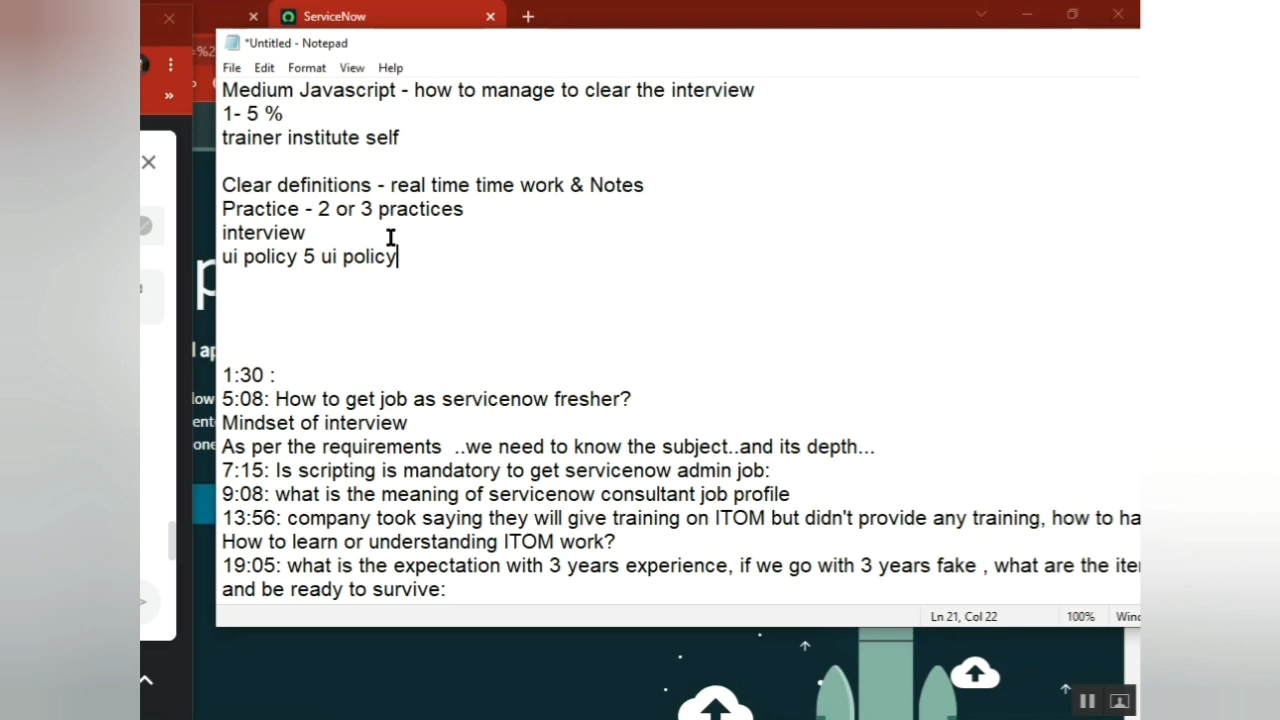 ServiceNow
*Untitled - Notepad
File Edit Format View Help
Medium Javascript - how to manage to clear the interview
1- 5 %
trainer institute self
Clear definitions - real time time work & Notes
Practice - 2 or 3 practices
interview
ui policy 5 ui policy
1:30 :
5:08: How to get job as servicenow fresher?
Mindset of interview
As per the requirements ..we need to know the subject..and its depth...
7:15: Is scripting is mandatory to get servicenow admin job:
9:08: what is the meaning of servicenow consultant job profile
13:56: company took saying they will give training on ITOM but didn't provide any training, how to ha
How to learn or understanding ITOM work?
19:05: what is the expectation with 3 years experience, if we go with 3 years fake , what are the ite
and be ready to survive:
Ln 21, Col 22 100% Wind